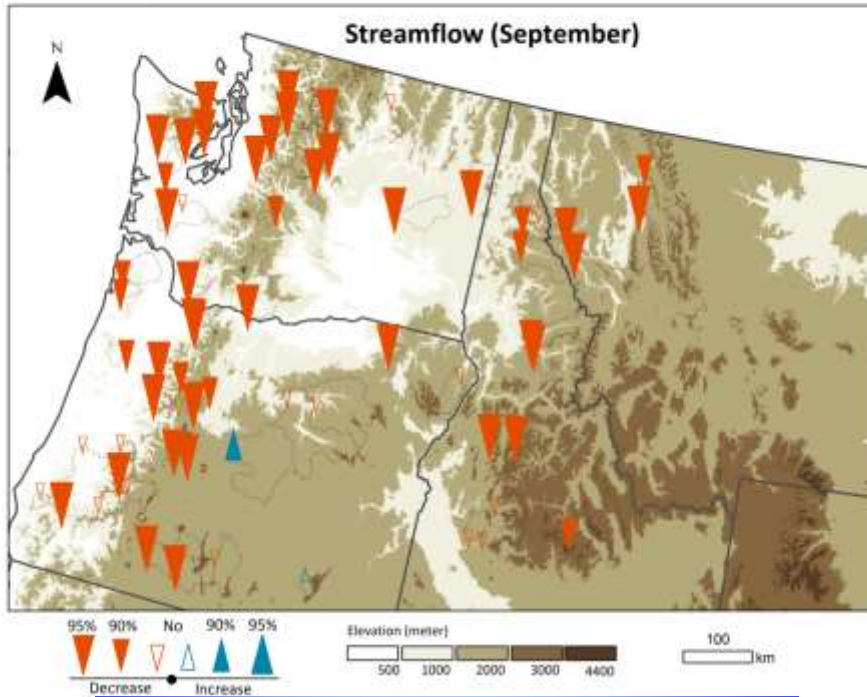 Streamflow (September)
N
95% 90% No 90% 95%
Decrease Increase
Elevation (meter)
500 1000 2000 3000 4400
100
km